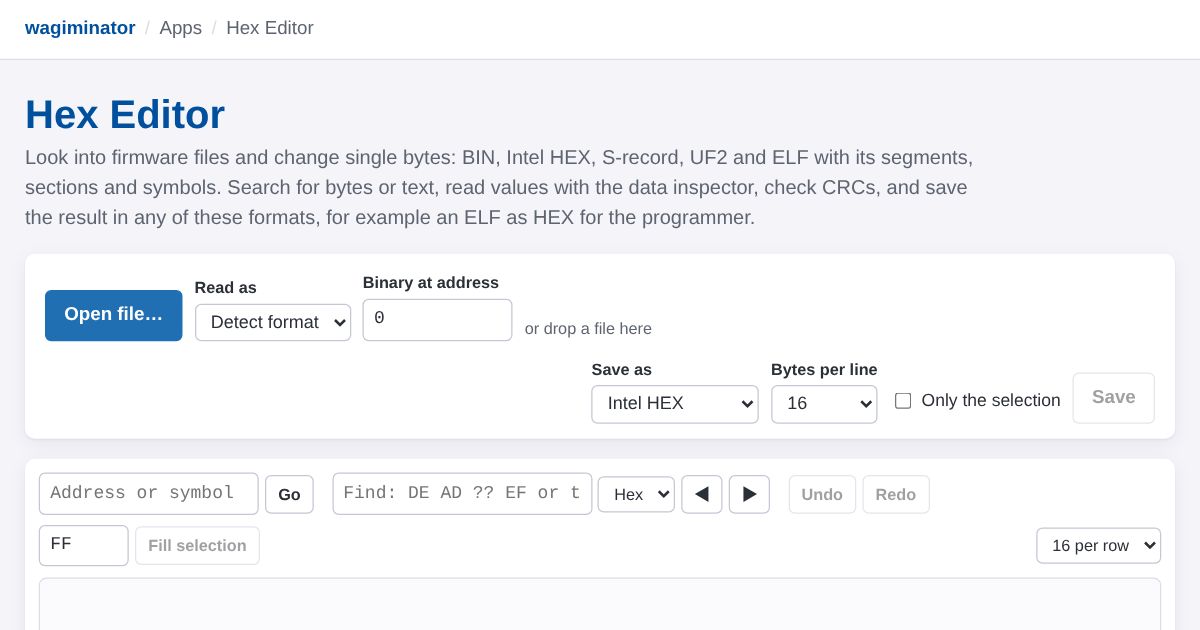 wagiminator / Apps / Hex Editor
Hex Editor
Look into firmware files and change single bytes: BIN, Intel HEX, S-record, UF2 and ELF with its segments,
sections and symbols. Search for bytes or text, read values with the data inspector, check CRCs, and save
the result in any of these formats, for example an ELF as HEX for the programmer.
Read as
Binary at address
Open file...
Detect format
0
or drop a file here
Save as
Bytes per line
Intel HEX
16
Only the selection
Save
Address or symbol
Go
Find: DE AD ?? EF or t
Hex
◀
▶
Undo
Redo
FF
Fill selection
16 per row